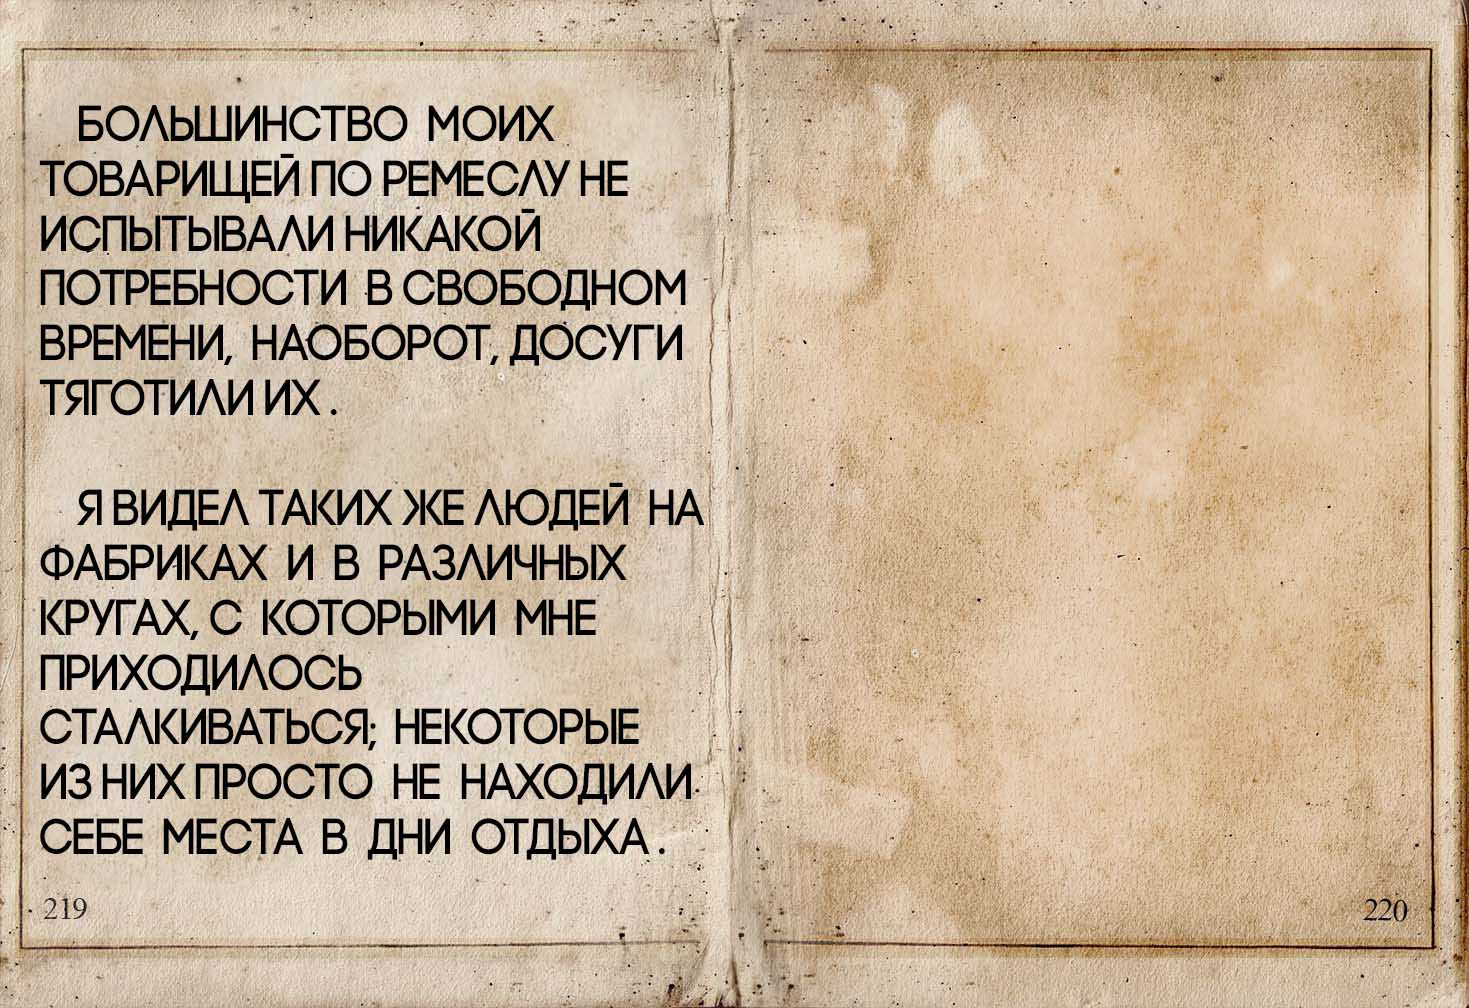 БОЛЬШИНСТВО МОИХ
ТОВАРИЩЕЙ ПО РЕМЕСЛУ НЕ
ИСПЫТЫВАЛИ НИКАКОЙ
ПОТРЕБНОСТИ В СВОБОДНОМ
ВРЕМЕНИ, НАОБОРОТ, ДОСУГИ
ТЯГОТИЛИ ИХ .
Я ВИДЕЛ ТАКИХ ЖЕ ЛЮДЕЙ НА
ФАБРИКАХ И В РАЗЛИЧНЫХ
КРУГАХ, С КОТОРЫМИ МНЕ
ПРИХОДИЛОСЬ
СТАЛКИВАТЬСЯ; НЕКОТОРЫЕ
ИЗ НИХ ПРОСТО НЕ НАХОДИЛИ
СЕБЕ МЕСТА В ДНИ ОТДЫХА .
219
220